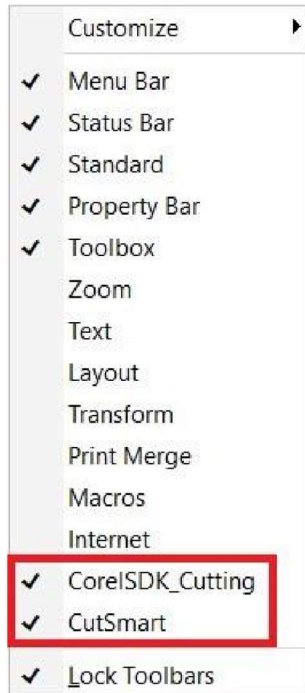 Customize
Menu Bar
Status Bar
Standard
Property Bar
Toolbox
Zoom
Text
Layout
Transform
Print Merge
Macros
Internet
CorelSDK_Cutting
CutSmart
Lock Toolbars